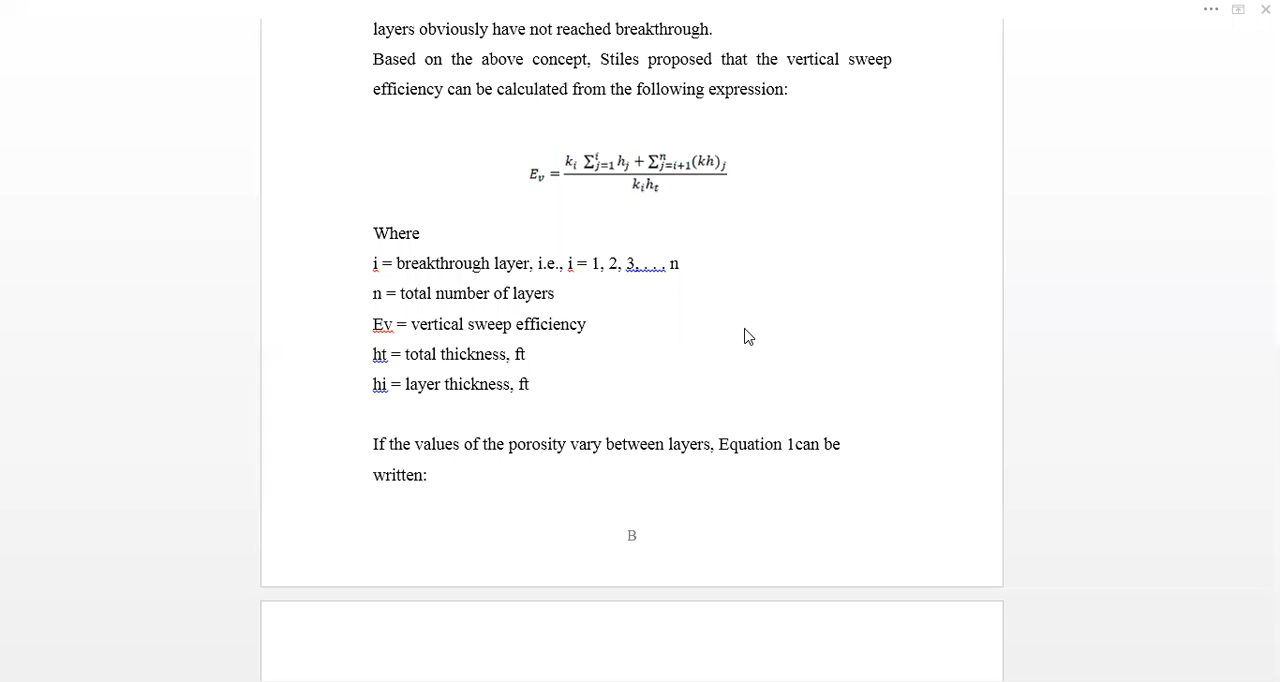 layers obviously have not reached breakthrough.
Based on the above concept, Stiles proposed that the vertical sweep
efficiency can be calculated from the following expression:
E_v = \frac{k_i \sum_{j=1}^{i} h_j + \sum_{j=i+1}^{n} (kh)_j}{k_i h_t}
Where
i = breakthrough layer, i.e., i = 1, 2, 3, . . . , n
n = total number of layers
Ev = vertical sweep efficiency
ht = total thickness, ft
hi = layer thickness, ft
If the values of the porosity vary between layers, Equation 1can be
written:
B